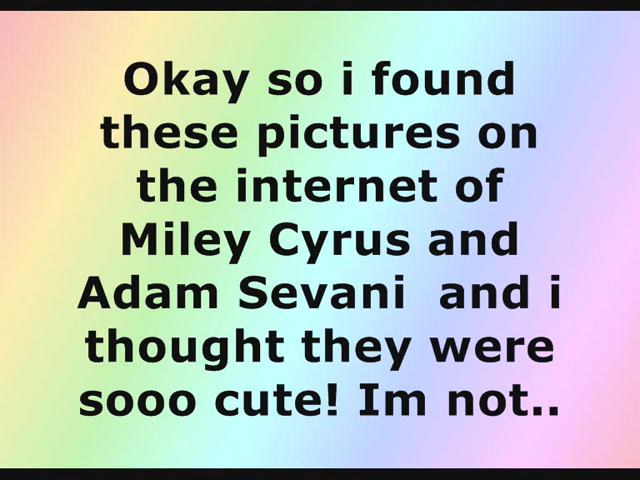 Okay so i found
these pictures on
the internet of
Miley Cyrus and
Adam Sevani  and i
thought they were
sooo cute! Im not..